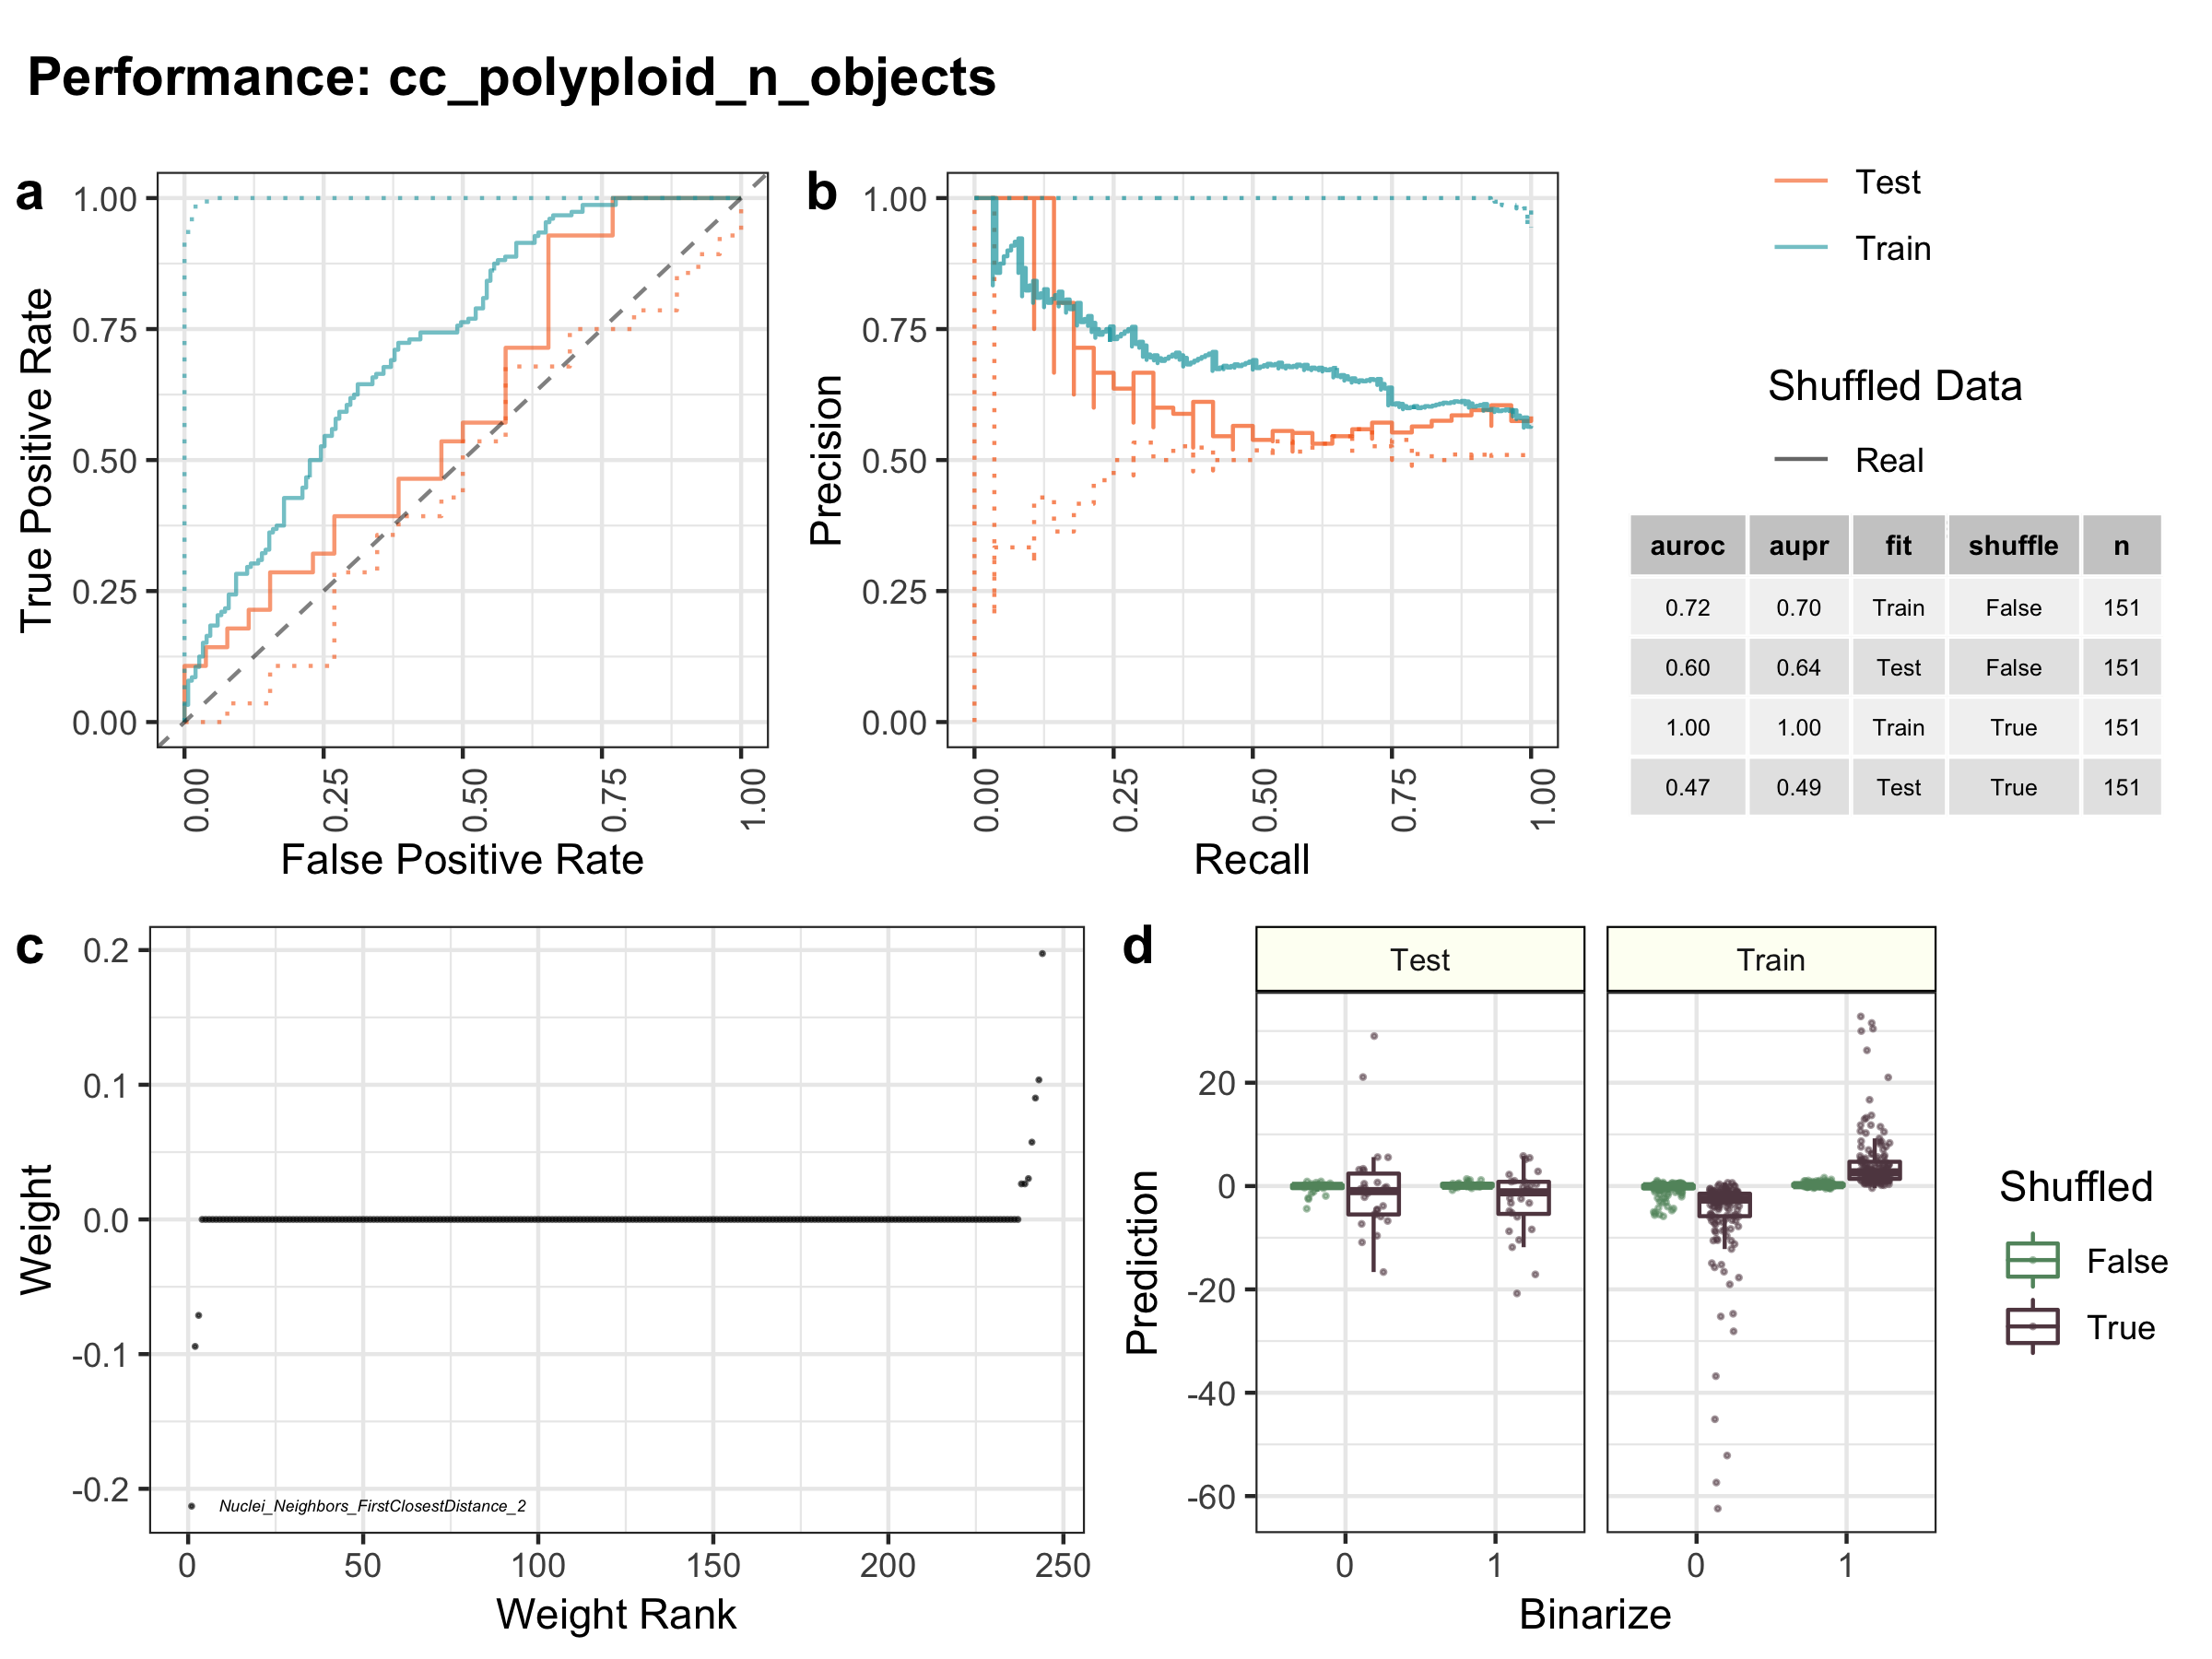 Performance: cc_polyploid_n_objects
a
1.00
0.75
0.50
0.25
0.00
True Positive Rate
0.00
0.25
0.50
0.75
1.00
False Positive Rate
b
1.00
0.75
0.50
0.25
0.00
Precision
0.00
0.25
0.50
0.75
1.00
Recall
Test
Train
Shuffled Data
Real
auroc aupr fit shuffle n
0.72 0.70 Train False 151
0.60 0.64 Test False 151
1.00 1.00 Train True 151
0.47 0.49 Test True 151
c
0.2
0.1
0.0
-0.1
-0.2
Weight
Nuclei_Neighbors_FirstClosestDistance_2
0 50 100 150 200 250
Weight Rank
d
Test Train
20
0
-20
-40
-60
Prediction
0 1 0 1
Binarize
Shuffled
False
True